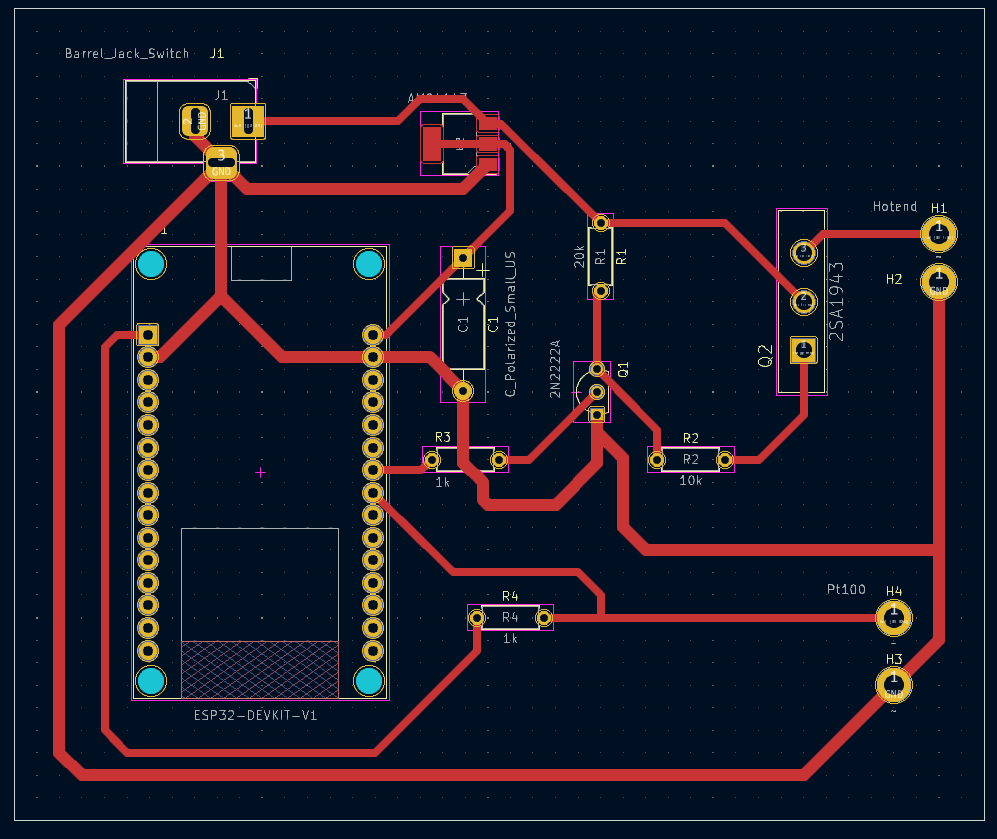 Barrel_Jack_Switch J1
J1
1
2
GND
3
GND
20k
R1
R1
Hotend H1
1
H2
1
GND
3
2
1
Q2
2SA1943
C1
C1
C_Polarized_Small_US
2N2222A
Q1
R3
1k
R2
R2
10k
R4
R4
1k
Pt100
H4
1
H3
1
GND
ESP32-DEVKIT-V1